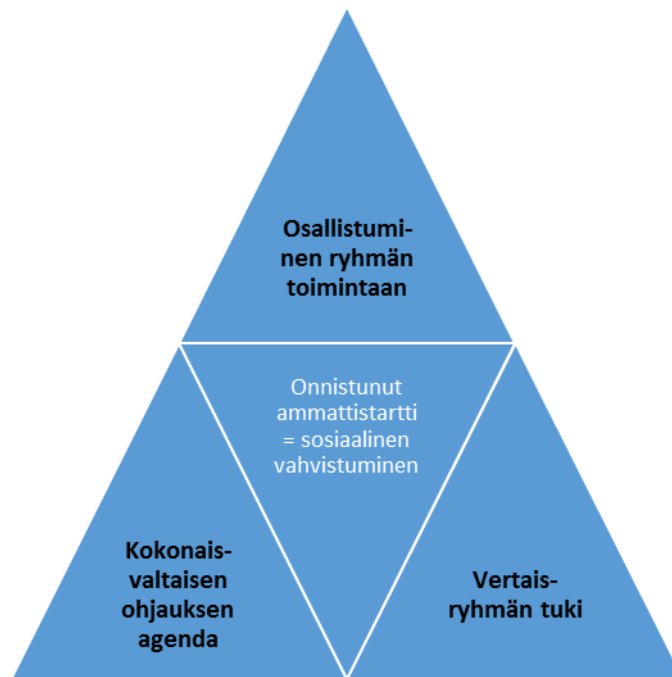 Osallistumi-
nen ryhmän
toimintaan
Onnistunut
ammattistartti
= sosiaalinen
vahvistuminen
Kokonais-
valtaisen
ohjauksen
agenda
Vertais-
ryhmän tuki